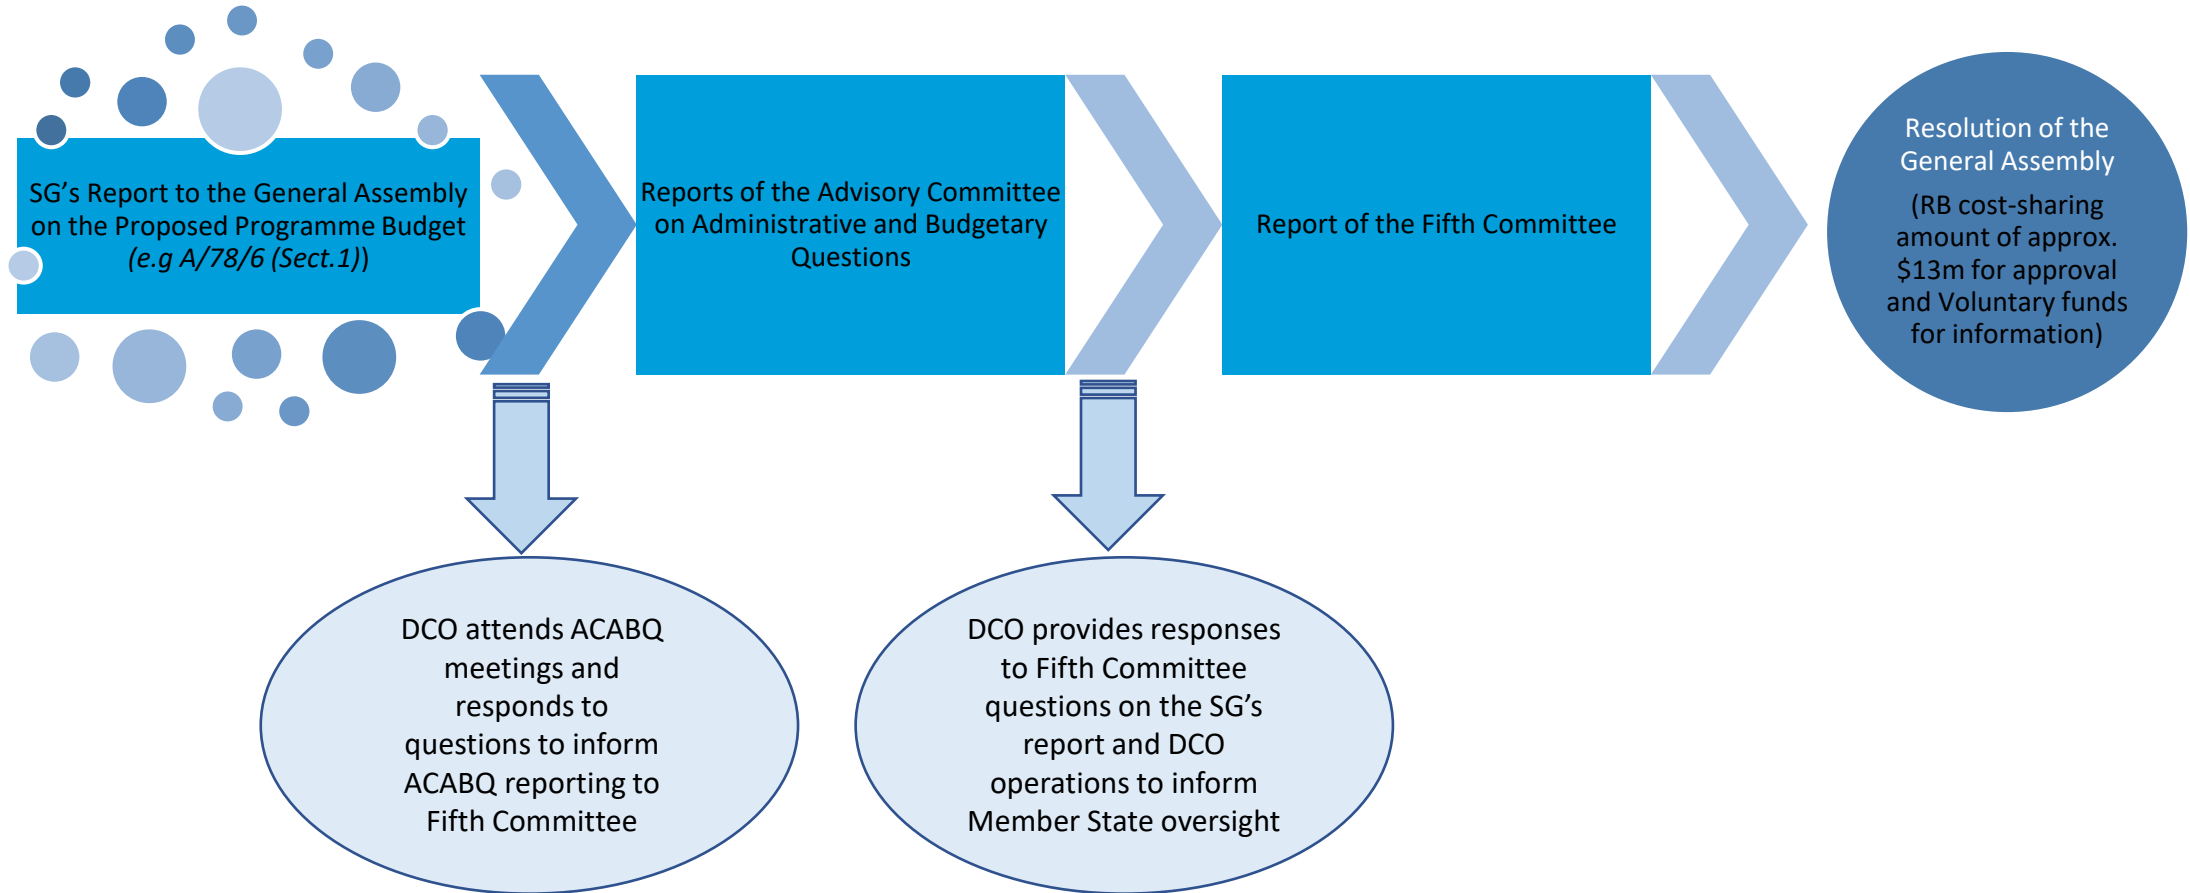 SG’s Report to the General Assembly
on the Proposed Programme Budget
(e.g A/78/6 (Sect.1))
Reports of the Advisory Committee
on Administrative and Budgetary
Questions
Report of the Fifth Committee
Resolution of the
General Assembly
(RB cost-sharing
amount of approx.
$13m for approval
and Voluntary funds
for information)
DCO attends ACABQ
meetings and
responds to
questions to inform
ACABQ reporting to
Fifth Committee
DCO provides responses
to Fifth Committee
questions on the SG’s
report and DCO
operations to inform
Member State oversight